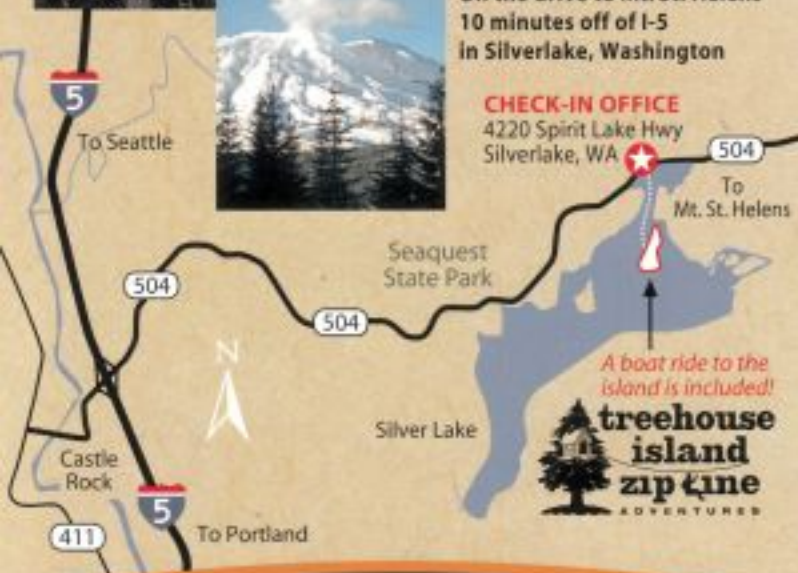 10 minutes off of I-5
in Silverlake, Washington
5
To Seattle
CHECK-IN OFFICE
4220 Spirit Lake Hwy
Silverlake, WA
504
To
Mt. St. Helens
Seaquest
State Park
504
504
N
A boat ride to the
island is included!
Silver Lake
treehouse
island
zip Line
ADVENTURES
Castle
Rock
5
To Portland
411